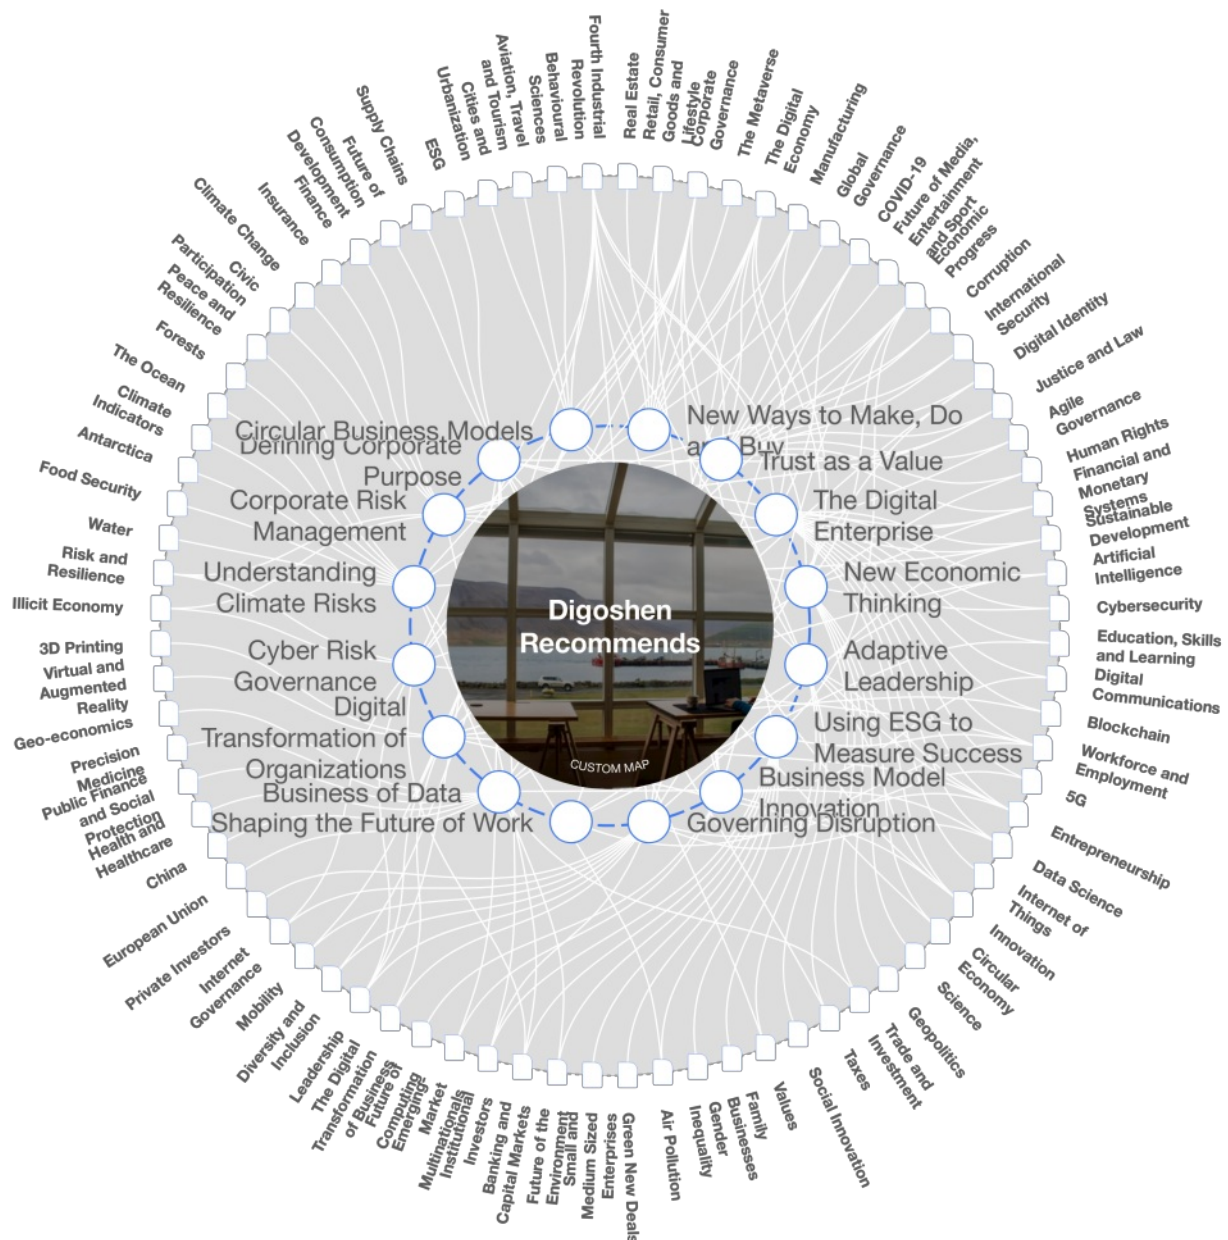 Digoshen
Recommends
CUSTOM MAP
New Ways to Make, Do
and Buy
Trust as a Value
The Digital
Enterprise
New Economic
Thinking
Adaptive
Leadership
Using ESG to
Measure Success
Business Model
Innovation
Governing Disruption
Shaping the Future of Work
Business of Data
Digital
Transformation of
Organizations
Cyber Risk
Governance
Understanding
Climate Risks
Corporate Risk
Management
Defining Corporate
Purpose
Circular Business Models
Fourth Industrial
Revolution
Real Estate
Retail, Consumer
Goods and
Lifestyle
Corporate
Governance
The Metaverse
The Digital
Economy
Manufacturing
Global
Governance
COVID-19
Future of Media,
Entertainment
and Sport
Economic
Progress
Corruption
International
Security
Digital Identity
Justice and Law
Agile
Governance
Human Rights
Financial and
Monetary
Systems
Sustainable
Development
Artificial
Intelligence
Cybersecurity
Education, Skills
and Learning
Digital
Communications
Blockchain
Workforce and
Employment
5G
Entrepreneurship
Data Science
Internet of
Things
Innovation
Circular
Economy
Science
Geopolitics
Trade and
Investment
Taxes
Social Innovation
Values
Family
Businesses
Gender
Inequality
Air Pollution
Green New Deals
Small and
Medium Sized
Enterprises
Future of the
Environment
Banking and
Capital Markets
Institutional
Investors
Emerging-
Market
Multinationals
Future of
Computing
The Digital
Transformation
of Business
Leadership
Diversity and
Inclusion
Mobility
Internet
Governance
Private Investors
European Union
China
Health and
Healthcare
Public Finance
and Social
Protection
Precision
Medicine
Geo-economics
Virtual and
Augmented
Reality
3D Printing
Illicit Economy
Risk and
Resilience
Water
Food Security
Antarctica
Climate
Indicators
The Ocean
Forests
Peace and
Resilience
Civic
Participation
Climate Change
Insurance
Development
Finance
Future of
Consumption
Supply Chains
ESG
Cities and
Urbanization
Aviation, Travel
and Tourism
Behavioural
Sciences